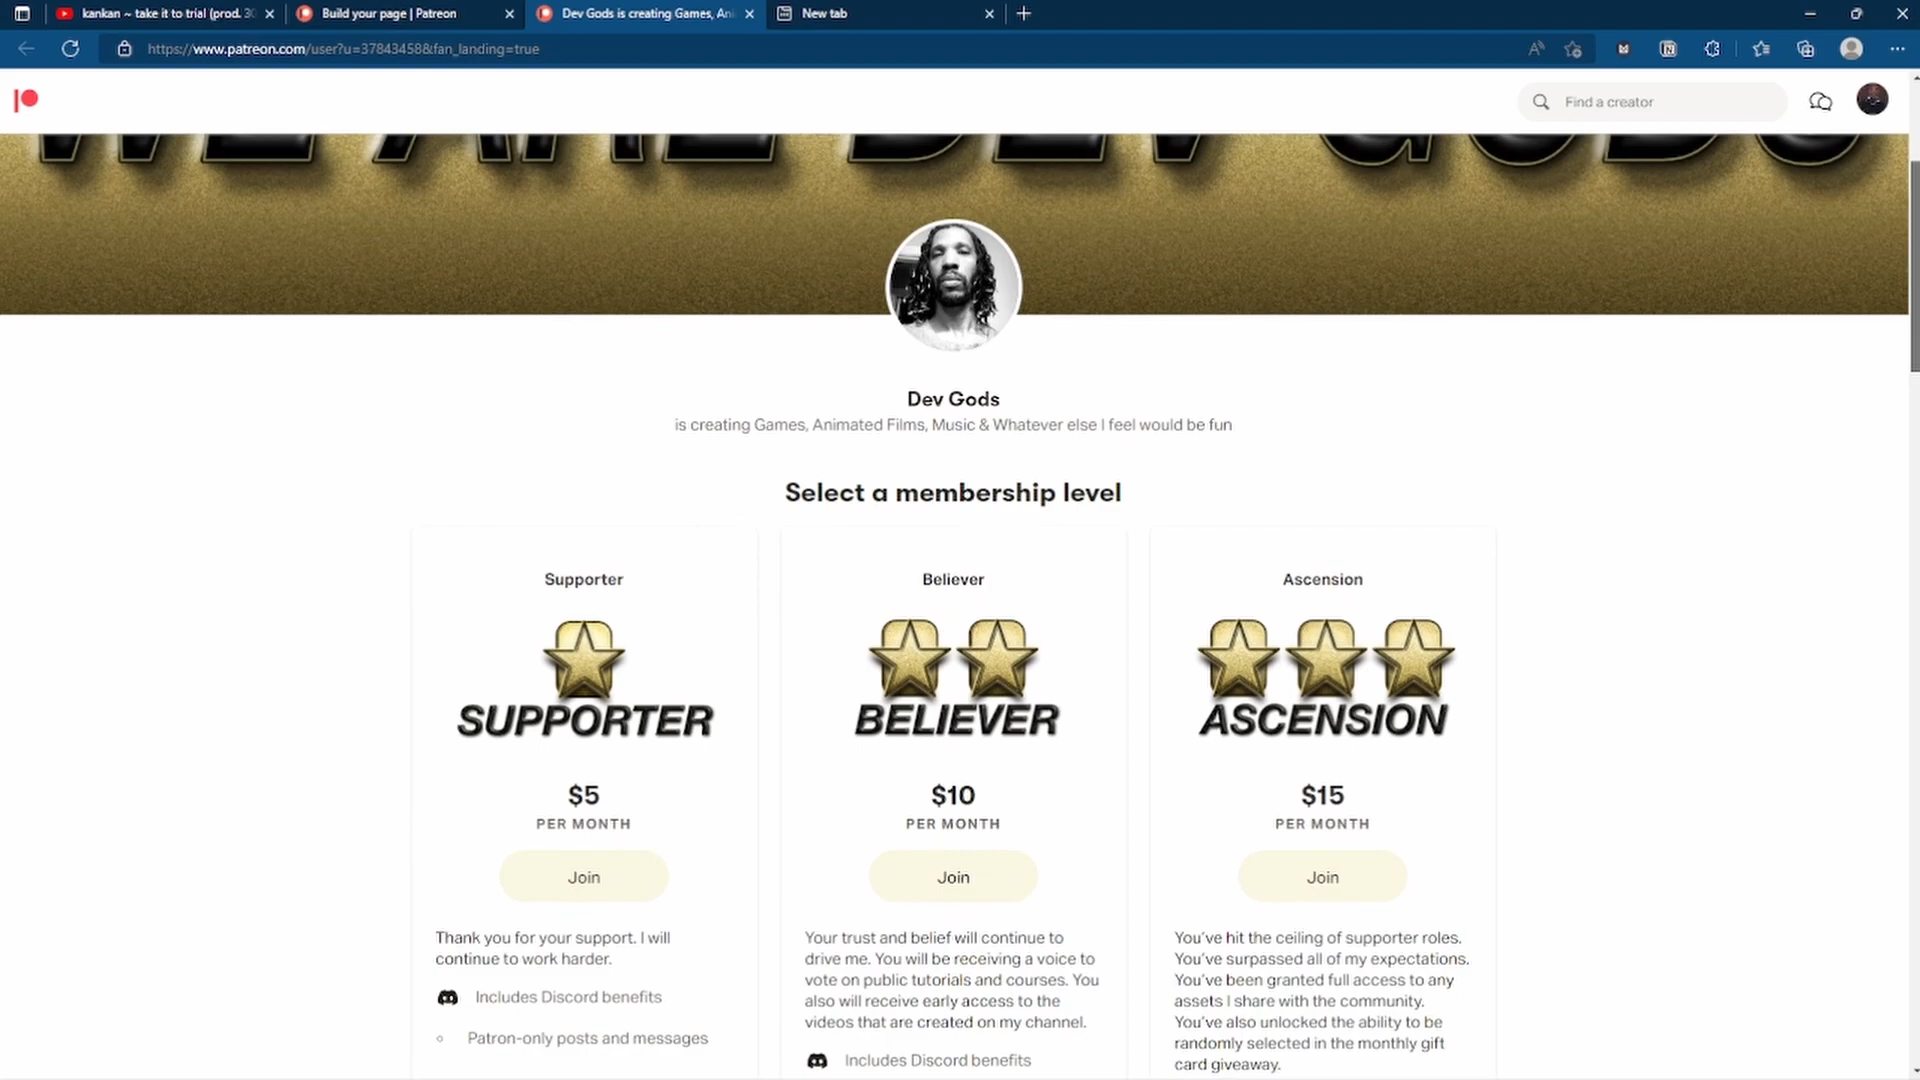 kankan ~ take it to trial (prod. 30
Build your page | Patreon
Dev Gods is creating Games, Ani
New tab
https://www.patreon.com/user?u=37843458&fan_landing=true
Find a creator
WE ARE DEV GODS
Dev Gods
is creating Games, Animated Films, Music & Whatever else I feel would be fun
Select a membership level
Supporter
SUPPORTER
$5
PER MONTH
Join
Thank you for your support. I will
continue to work harder.
Includes Discord benefits
Patron-only posts and messages
Believer
BELIEVER
$10
PER MONTH
Join
Your trust and belief will continue to
drive me. You will be receiving a voice to
vote on public tutorials and courses. You
also will receive early access to the
videos that are created on my channel.
Includes Discord benefits
Ascension
ASCENSION
$15
PER MONTH
Join
You've hit the ceiling of supporter roles.
You've surpassed all of my expectations.
You've been granted full access to any
assets I share with the community.
You've also unlocked the ability to be
randomly selected in the monthly gift
card giveaway.